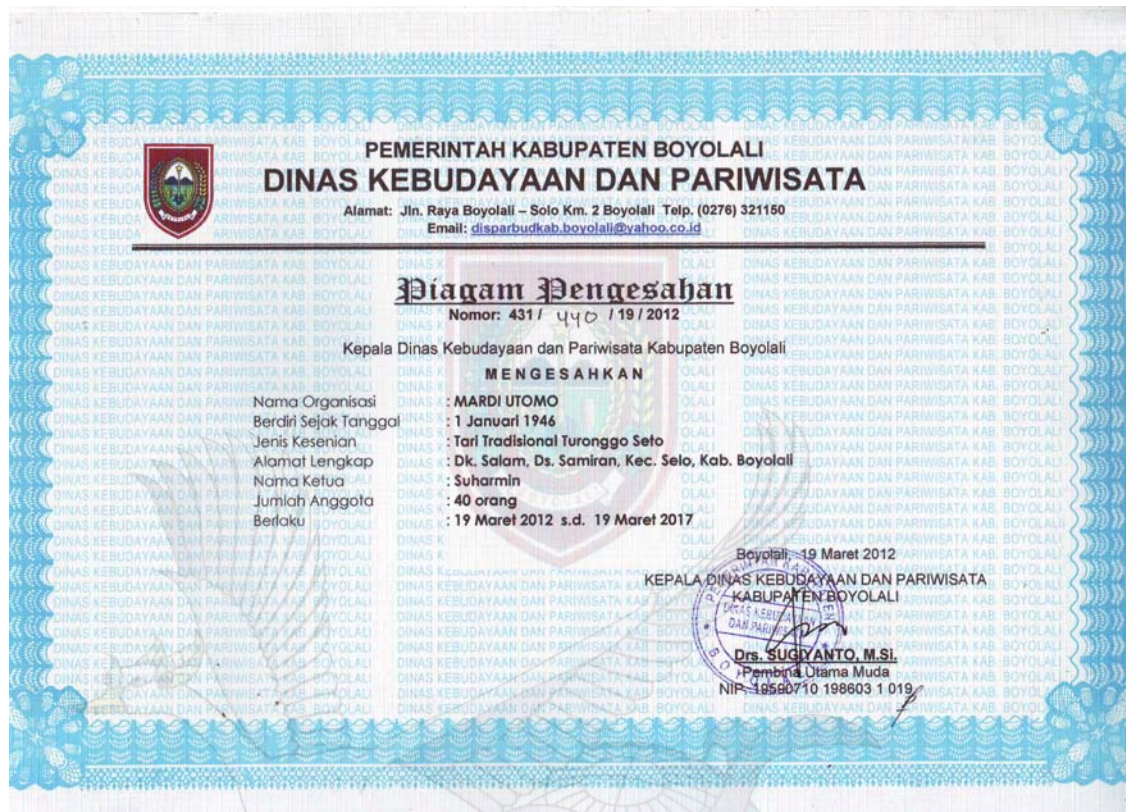 PEMERINTAH KABUPATEN BOYOLALI
DINAS KEBUDAYAAN DAN PARIWISATA
Alamat: Jln. Raya Boyolali – Solo Km. 2 Boyolali Telp. (0276) 321150
Email: disparbudkab.boyolali@yahoo.co.id
Piagam Pengesahan
Nomor: 431 / 440 / 19 / 2012
Kepala Dinas Kebudayaan dan Pariwisata Kabupaten Boyolali
MENGESAHKAN
Nama Organisasi : MARDI UTOMO
Berdiri Sejak Tanggal : 1 Januari 1946
Jenis Kesenian : Tari Tradisional Turonggo Seto
Alamat Lengkap : Dk. Salam, Ds. Samiran, Kec. Selo, Kab. Boyolali
Nama Ketua : Suharmin
Jumlah Anggota : 40 orang
Berlaku : 19 Maret 2012 s.d. 19 Maret 2017
Boyolali, 19 Maret 2012
KEPALA DINAS KEBUDAYAAN DAN PARIWISATA
KABUPATEN BOYOLALI
DINAS KEBUDAYAAN
DAN PARIWISATA
Drs. SUGIYANTO, M.Si.
Pembina Utama Muda
NIP. 19590710 198603 1 019